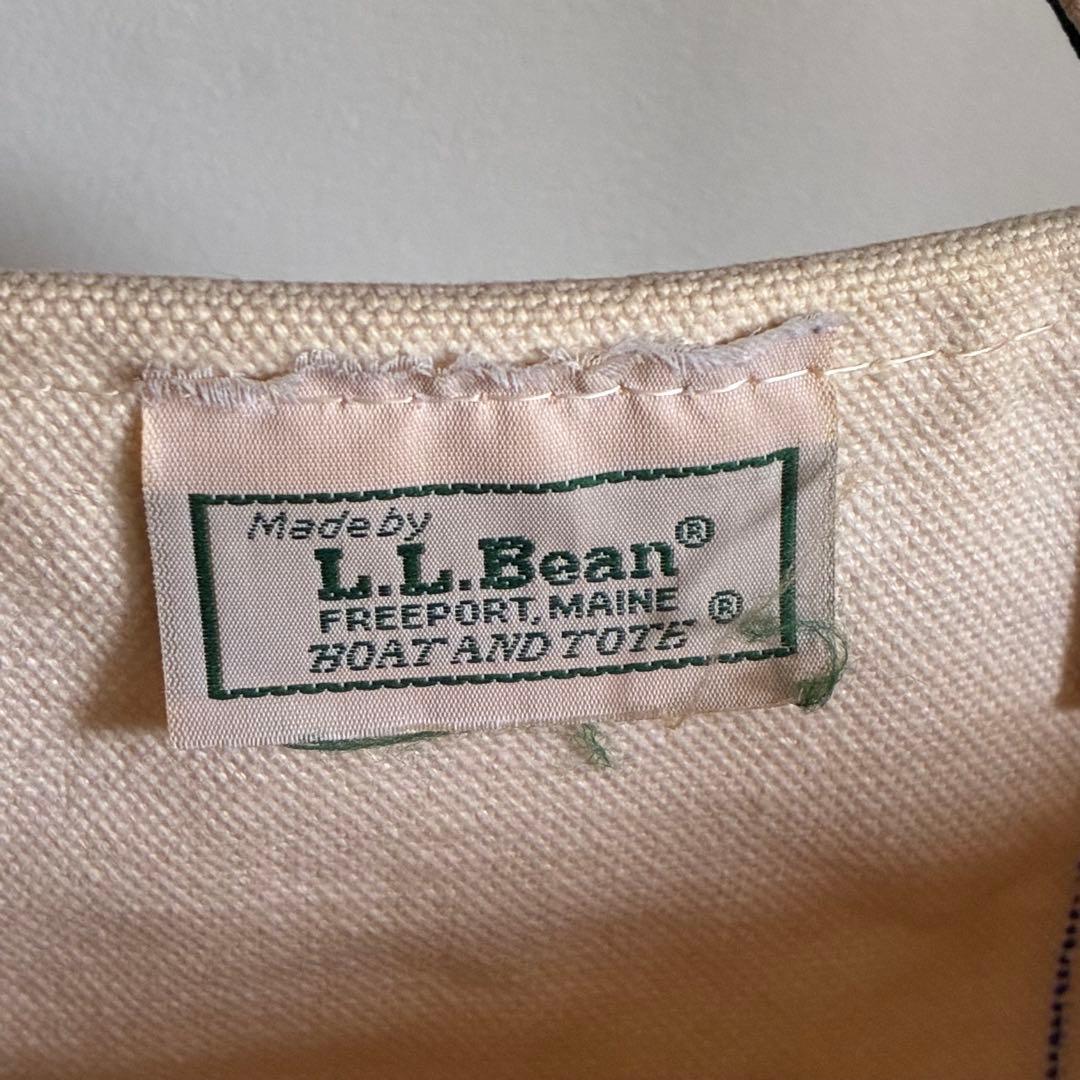 Made by
L.L.Bean®
FREEPORT, MAINE ®
BOAT AND TOTE